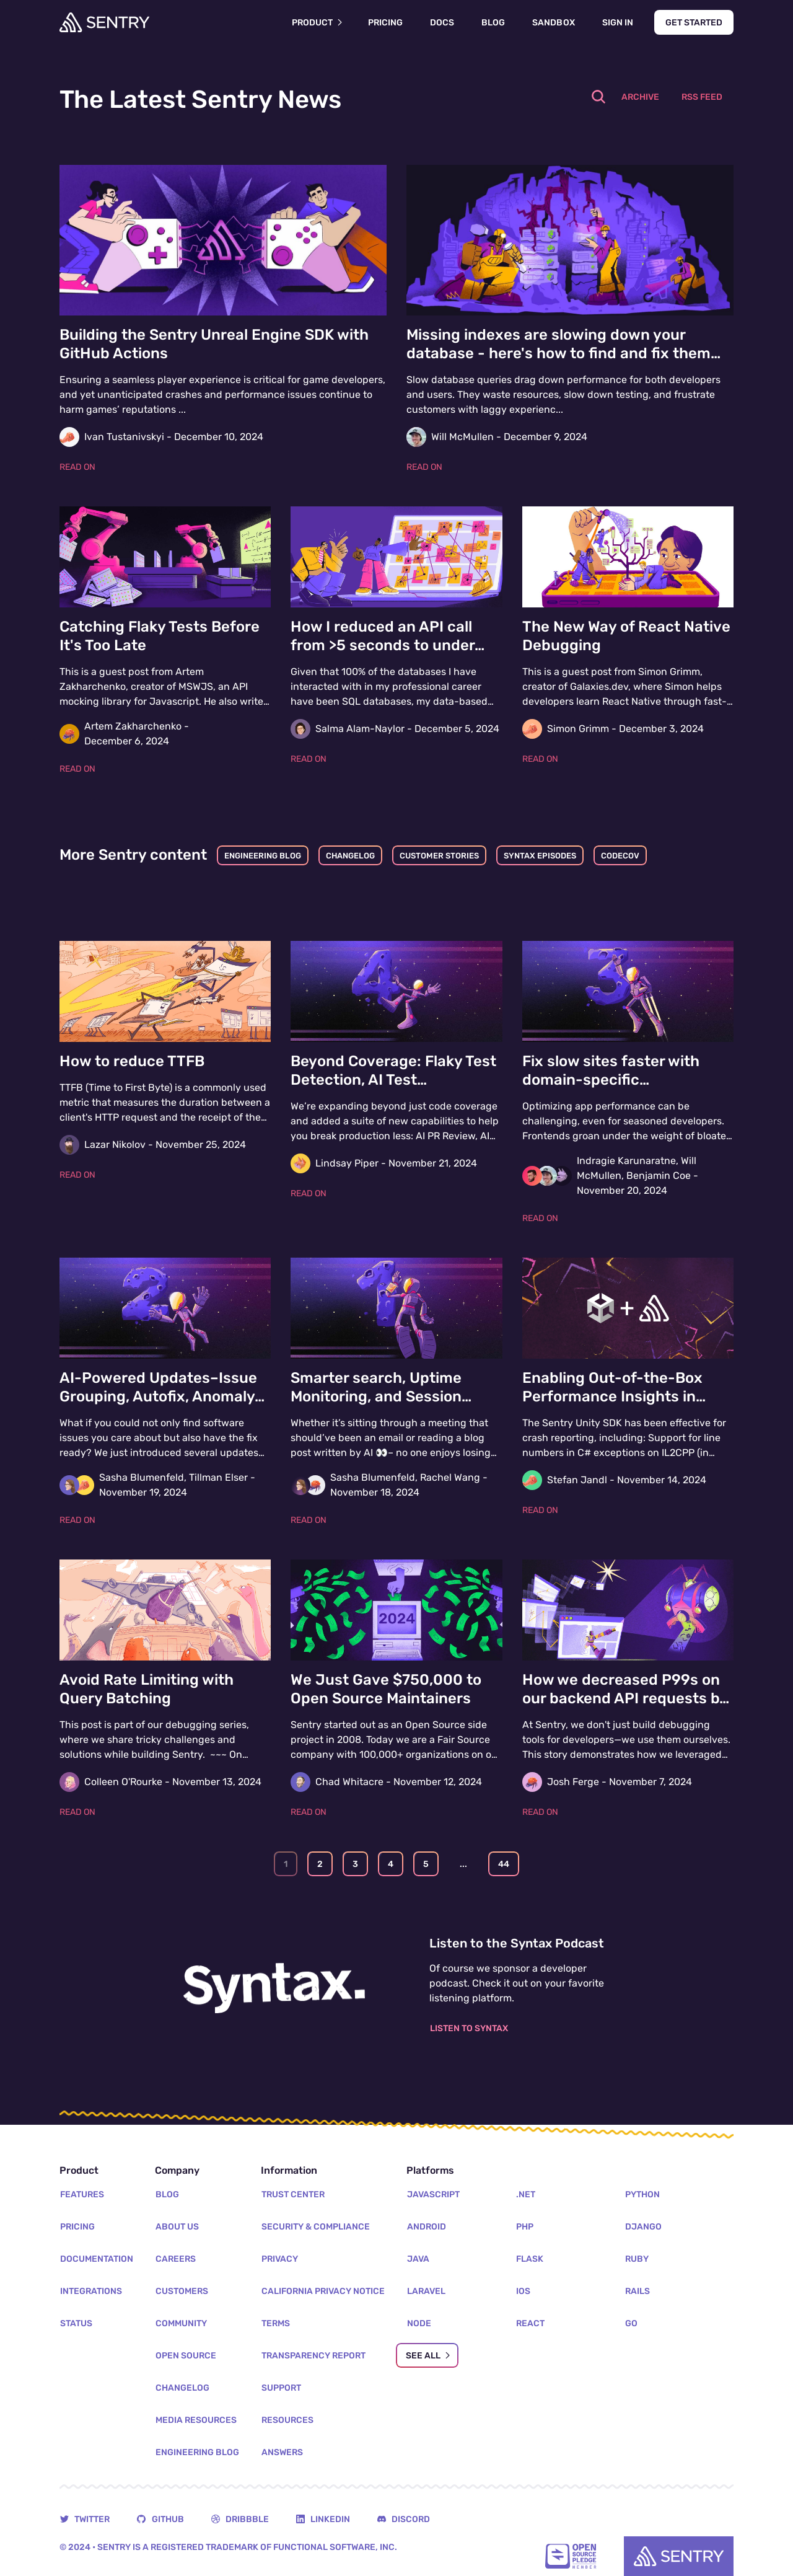 SENTRY
PRODUCT
PRICING
DOCS
BLOG
SANDBOX
SIGN IN
GET STARTED
The Latest Sentry News
ARCHIVE
RSS FEED
Building the Sentry Unreal Engine SDK with
GitHub Actions
Ensuring a seamless player experience is critical for game developers,
and yet unanticipated crashes and performance issues continue to
harm games' reputations ...
Ivan Tustanivskyi - December 10, 2024
READ ON
Missing indexes are slowing down your
database - here's how to find and fix them…
Slow database queries drag down performance for both developers
and users. They waste resources, slow down testing, and frustrate
customers with laggy experienc...
Will McMullen - December 9, 2024
READ ON
Catching Flaky Tests Before
It's Too Late
This is a guest post from Artem
Zakharchenko, creator of MSWJS, an API
mocking library for Javascript. He also write…
Artem Zakharchenko -
December 6, 2024
READ ON
How I reduced an API call
from >5 seconds to under…
Given that 100% of the databases I have
interacted with in my professional career
have been SQL databases, my data-based…
Salma Alam-Naylor - December 5, 2024
READ ON
The New Way of React Native
Debugging
This is a guest post from Simon Grimm,
creator of Galaxies.dev, where Simon helps
developers learn React Native through fast-…
Simon Grimm - December 3, 2024
READ ON
More Sentry content
ENGINEERING BLOG
CHANGELOG
CUSTOMER STORIES
SYNTAX EPISODES
CODECOV
How to reduce TTFB
TTFB (Time to First Byte) is a commonly used
metric that measures the duration between a
client's HTTP request and the receipt of the…
Lazar Nikolov - November 25, 2024
READ ON
Beyond Coverage: Flaky Test
Detection, AI Test…
We're expanding beyond just code coverage
and added a suite of new capabilities to help
you break production less: AI PR Review, AI…
Lindsay Piper - November 21, 2024
READ ON
Fix slow sites faster with
domain-specific…
Optimizing app performance can be
challenging, even for seasoned developers.
Frontends groan under the weight of bloate…
Indragie Karunaratne, Will
McMullen, Benjamin Coe -
November 20, 2024
READ ON
AI-Powered Updates–Issue
Grouping, Autofix, Anomaly…
What if you could not only find software
issues you care about but also have the fix
ready? We just introduced several updates…
Sasha Blumenfeld, Tillman Elser -
November 19, 2024
READ ON
Smarter search, Uptime
Monitoring, and Session…
Whether it's sitting through a meeting that
should've been an email or reading a blog
post written by AI 👀– no one enjoys losing…
Sasha Blumenfeld, Rachel Wang -
November 18, 2024
READ ON
Enabling Out-of-the-Box
Performance Insights in…
The Sentry Unity SDK has been effective for
crash reporting, including: Support for line
numbers in C# exceptions on IL2CPP (in…
Stefan Jandl - November 14, 2024
READ ON
Avoid Rate Limiting with
Query Batching
This post is part of our debugging series,
where we share tricky challenges and
solutions while building Sentry. ~~~ On…
Colleen O'Rourke - November 13, 2024
READ ON
2024
We Just Gave $750,000 to
Open Source Maintainers
Sentry started out as an Open Source side
project in 2008. Today we are a Fair Source
company with 100,000+ organizations on o…
Chad Whitacre - November 12, 2024
READ ON
How we decreased P99s on
our backend API requests b…
At Sentry, we don't just build debugging
tools for developers—we use them ourselves.
This story demonstrates how we leveraged…
Josh Ferge - November 7, 2024
READ ON
1
2
3
4
5
...
44
Syntax.
Listen to the Syntax Podcast
Of course we sponsor a developer
podcast. Check it out on your favorite
listening platform.
LISTEN TO SYNTAX
Product
FEATURES
PRICING
DOCUMENTATION
INTEGRATIONS
STATUS
Company
BLOG
ABOUT US
CAREERS
CUSTOMERS
COMMUNITY
OPEN SOURCE
CHANGELOG
MEDIA RESOURCES
ENGINEERING BLOG
Information
TRUST CENTER
SECURITY & COMPLIANCE
PRIVACY
CALIFORNIA PRIVACY NOTICE
TERMS
TRANSPARENCY REPORT
SUPPORT
RESOURCES
ANSWERS
Platforms
JAVASCRIPT
ANDROID
JAVA
LARAVEL
NODE
SEE ALL
.NET
PHP
FLASK
IOS
REACT
PYTHON
DJANGO
RUBY
RAILS
GO
TWITTER
GITHUB
DRIBBBLE
LINKEDIN
DISCORD
© 2024 • SENTRY IS A REGISTERED TRADEMARK OF FUNCTIONAL SOFTWARE, INC.
OPEN
SOURCE
PLEDGE
MEMBER
SENTRY